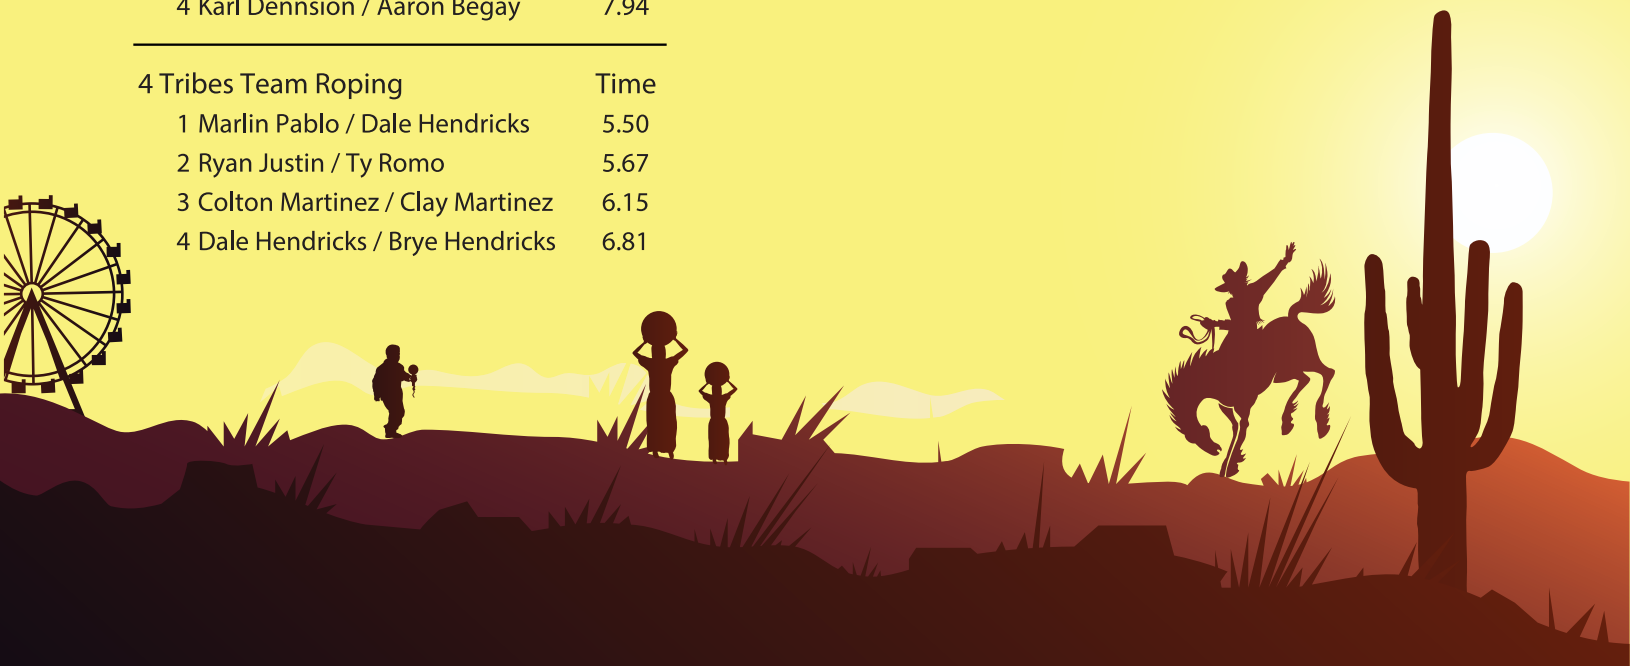 4 Karl Dennsion / Aaron Begay 7.94
4 Tribes Team Roping Time
1 Marlin Pablo / Dale Hendricks 5.50
2 Ryan Justin / Ty Romo 5.67
3 Colton Martinez / Clay Martinez 6.15
4 Dale Hendricks / Brye Hendricks 6.81